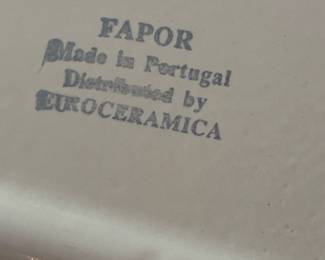 FAPOR
Made in Portugal
Distributed by
EUROCERAMICA